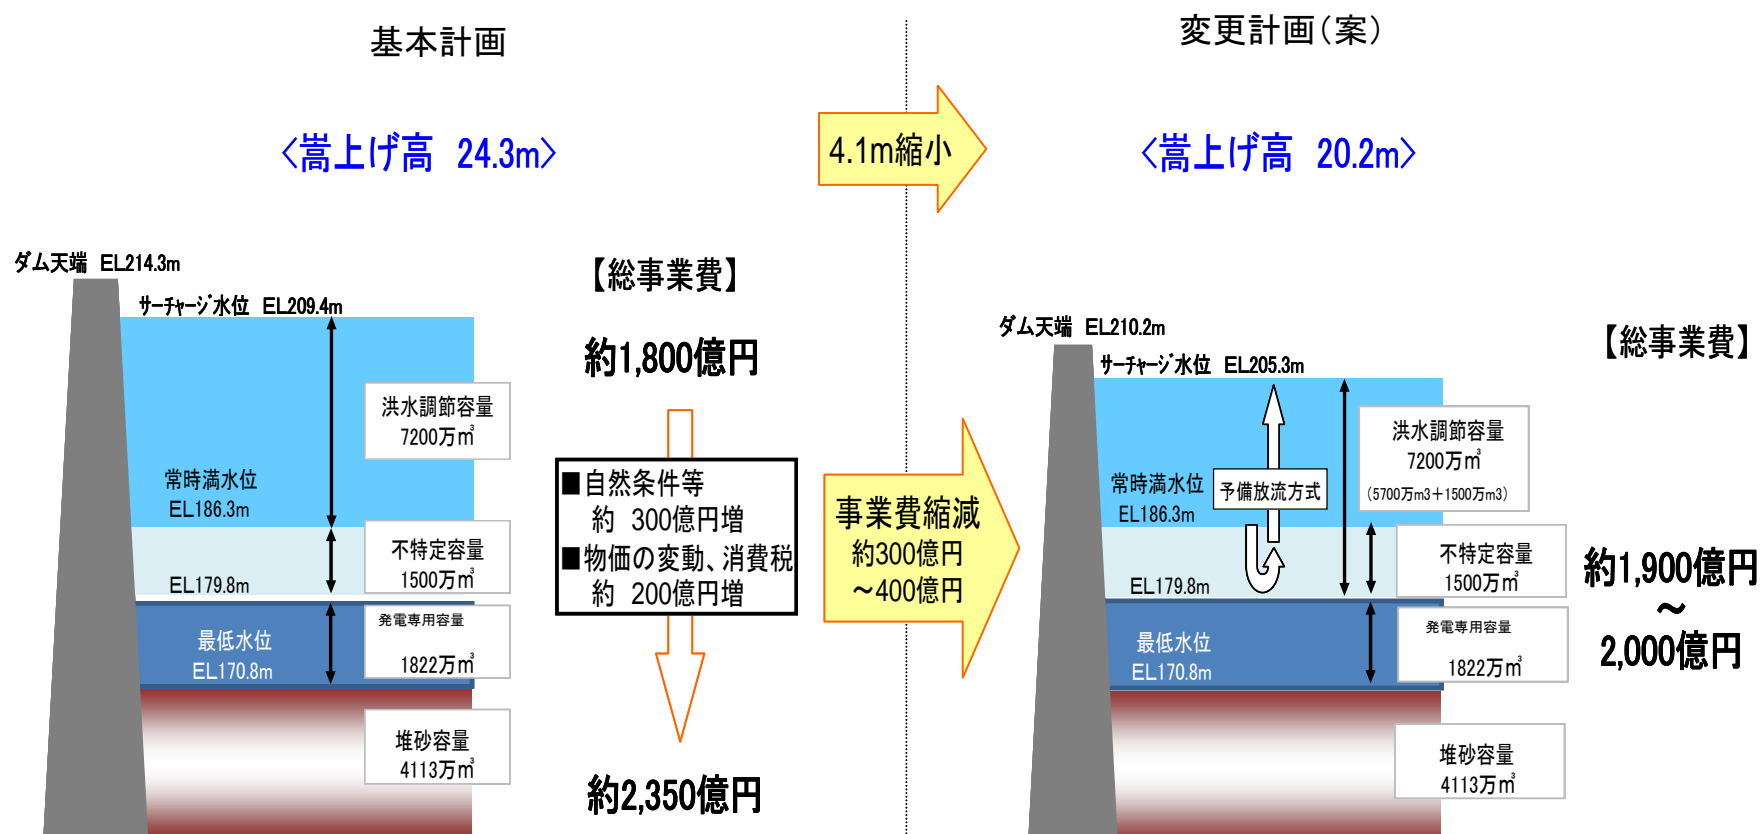 基本計画
〈嵩上げ高 24.3m〉
ダム天端 EL214.3m
サーチャージ水位 EL209.4m
洪水調節容量
7200万㎥
常時満水位
EL186.3m
不特定容量
1500万㎥
EL179.8m
発電専用容量
1822万㎥
最低水位
EL170.8m
堆砂容量
4113万㎥
【総事業費】
約1,800億円
■自然条件等
約 300億円増
■物価の変動、消費税
約 200億円増
約2,350億円
4.1m縮小
事業費縮減
約300億円
～400億円
変更計画（案）
〈嵩上げ高 20.2m〉
ダム天端 EL210.2m
サーチャージ水位 EL205.3m
洪水調節容量
7200万㎥
（5700万m3＋1500万m3）
予備放流方式
常時満水位
EL186.3m
不特定容量
1500万㎥
EL179.8m
発電専用容量
1822万㎥
最低水位
EL170.8m
堆砂容量
4113万㎥
【総事業費】
約1,900億円
～
2,000億円